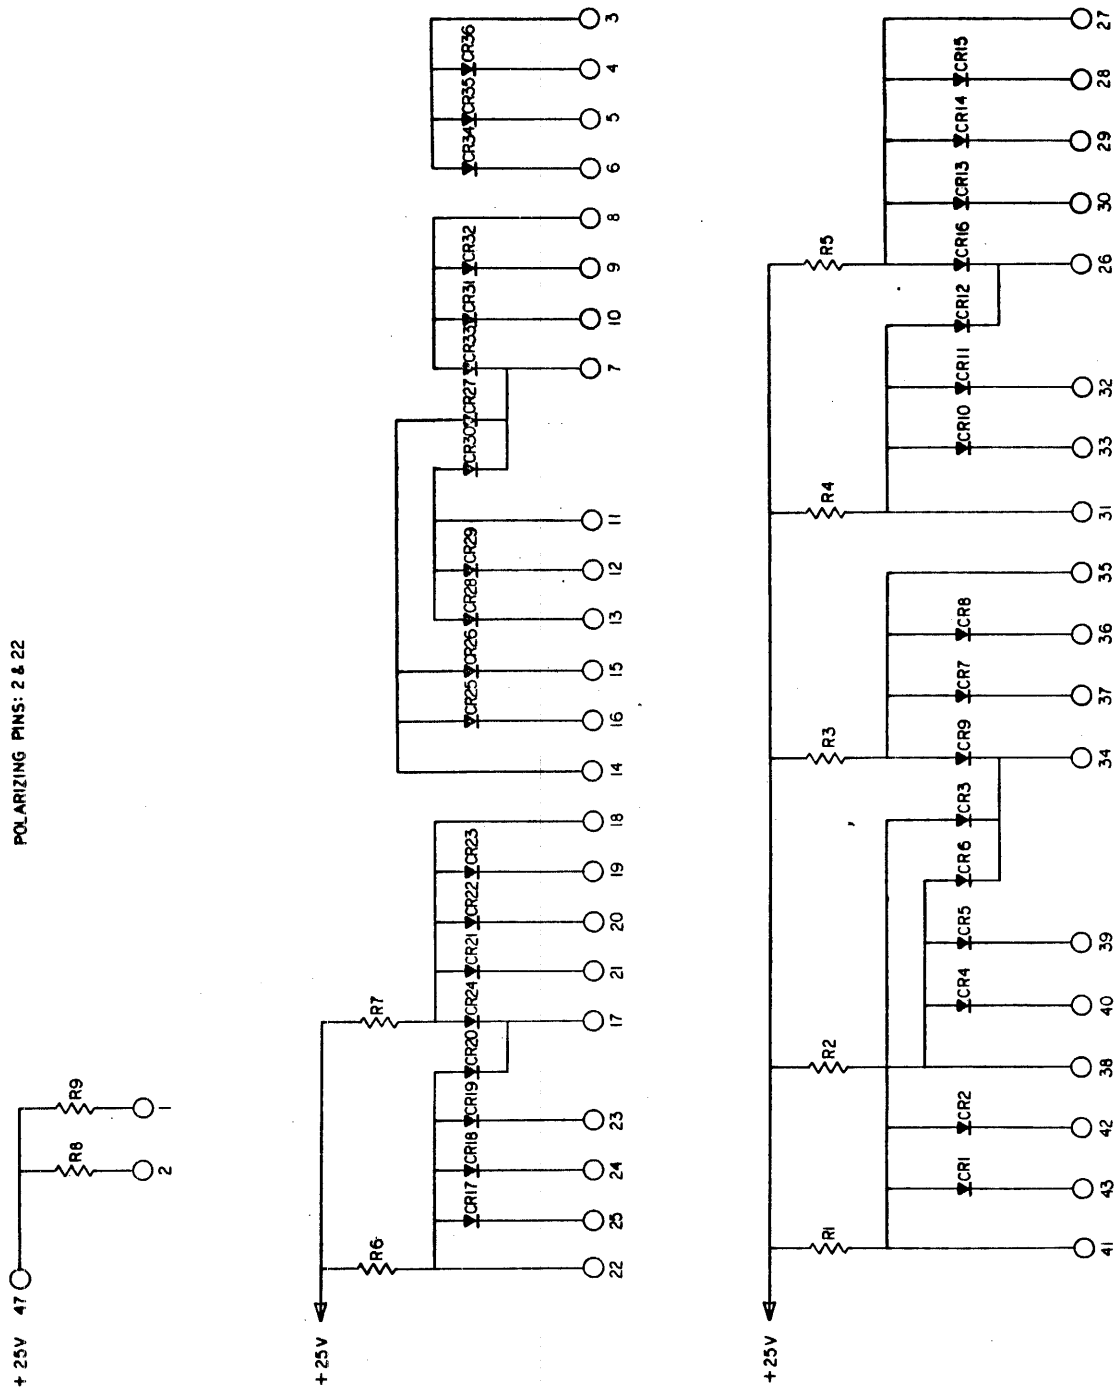 POLARIZING PINS: 2 & 22
+25V 47
R8
R9
2
1
+25V
R6
R7
CR17
CR18
CR19
CR20
CR24
CR21
CR22
CR23
CR25
CR26
CR28
CR29
CR30
CR27
CR33
CR31
CR32
CR34
CR35
CR36
22
25
24
23
17
21
20
19
18
14
16
15
13
12
11
7
10
9
8
6
5
4
3
+25V
R1
R2
R3
R4
R5
CR1
CR2
CR4
CR5
CR6
CR3
CR9
CR7
CR8
CR10
CR11
CR12
CR16
CR13
CR14
CR15
41
43
42
38
40
39
34
37
36
35
31
33
32
26
30
29
28
27